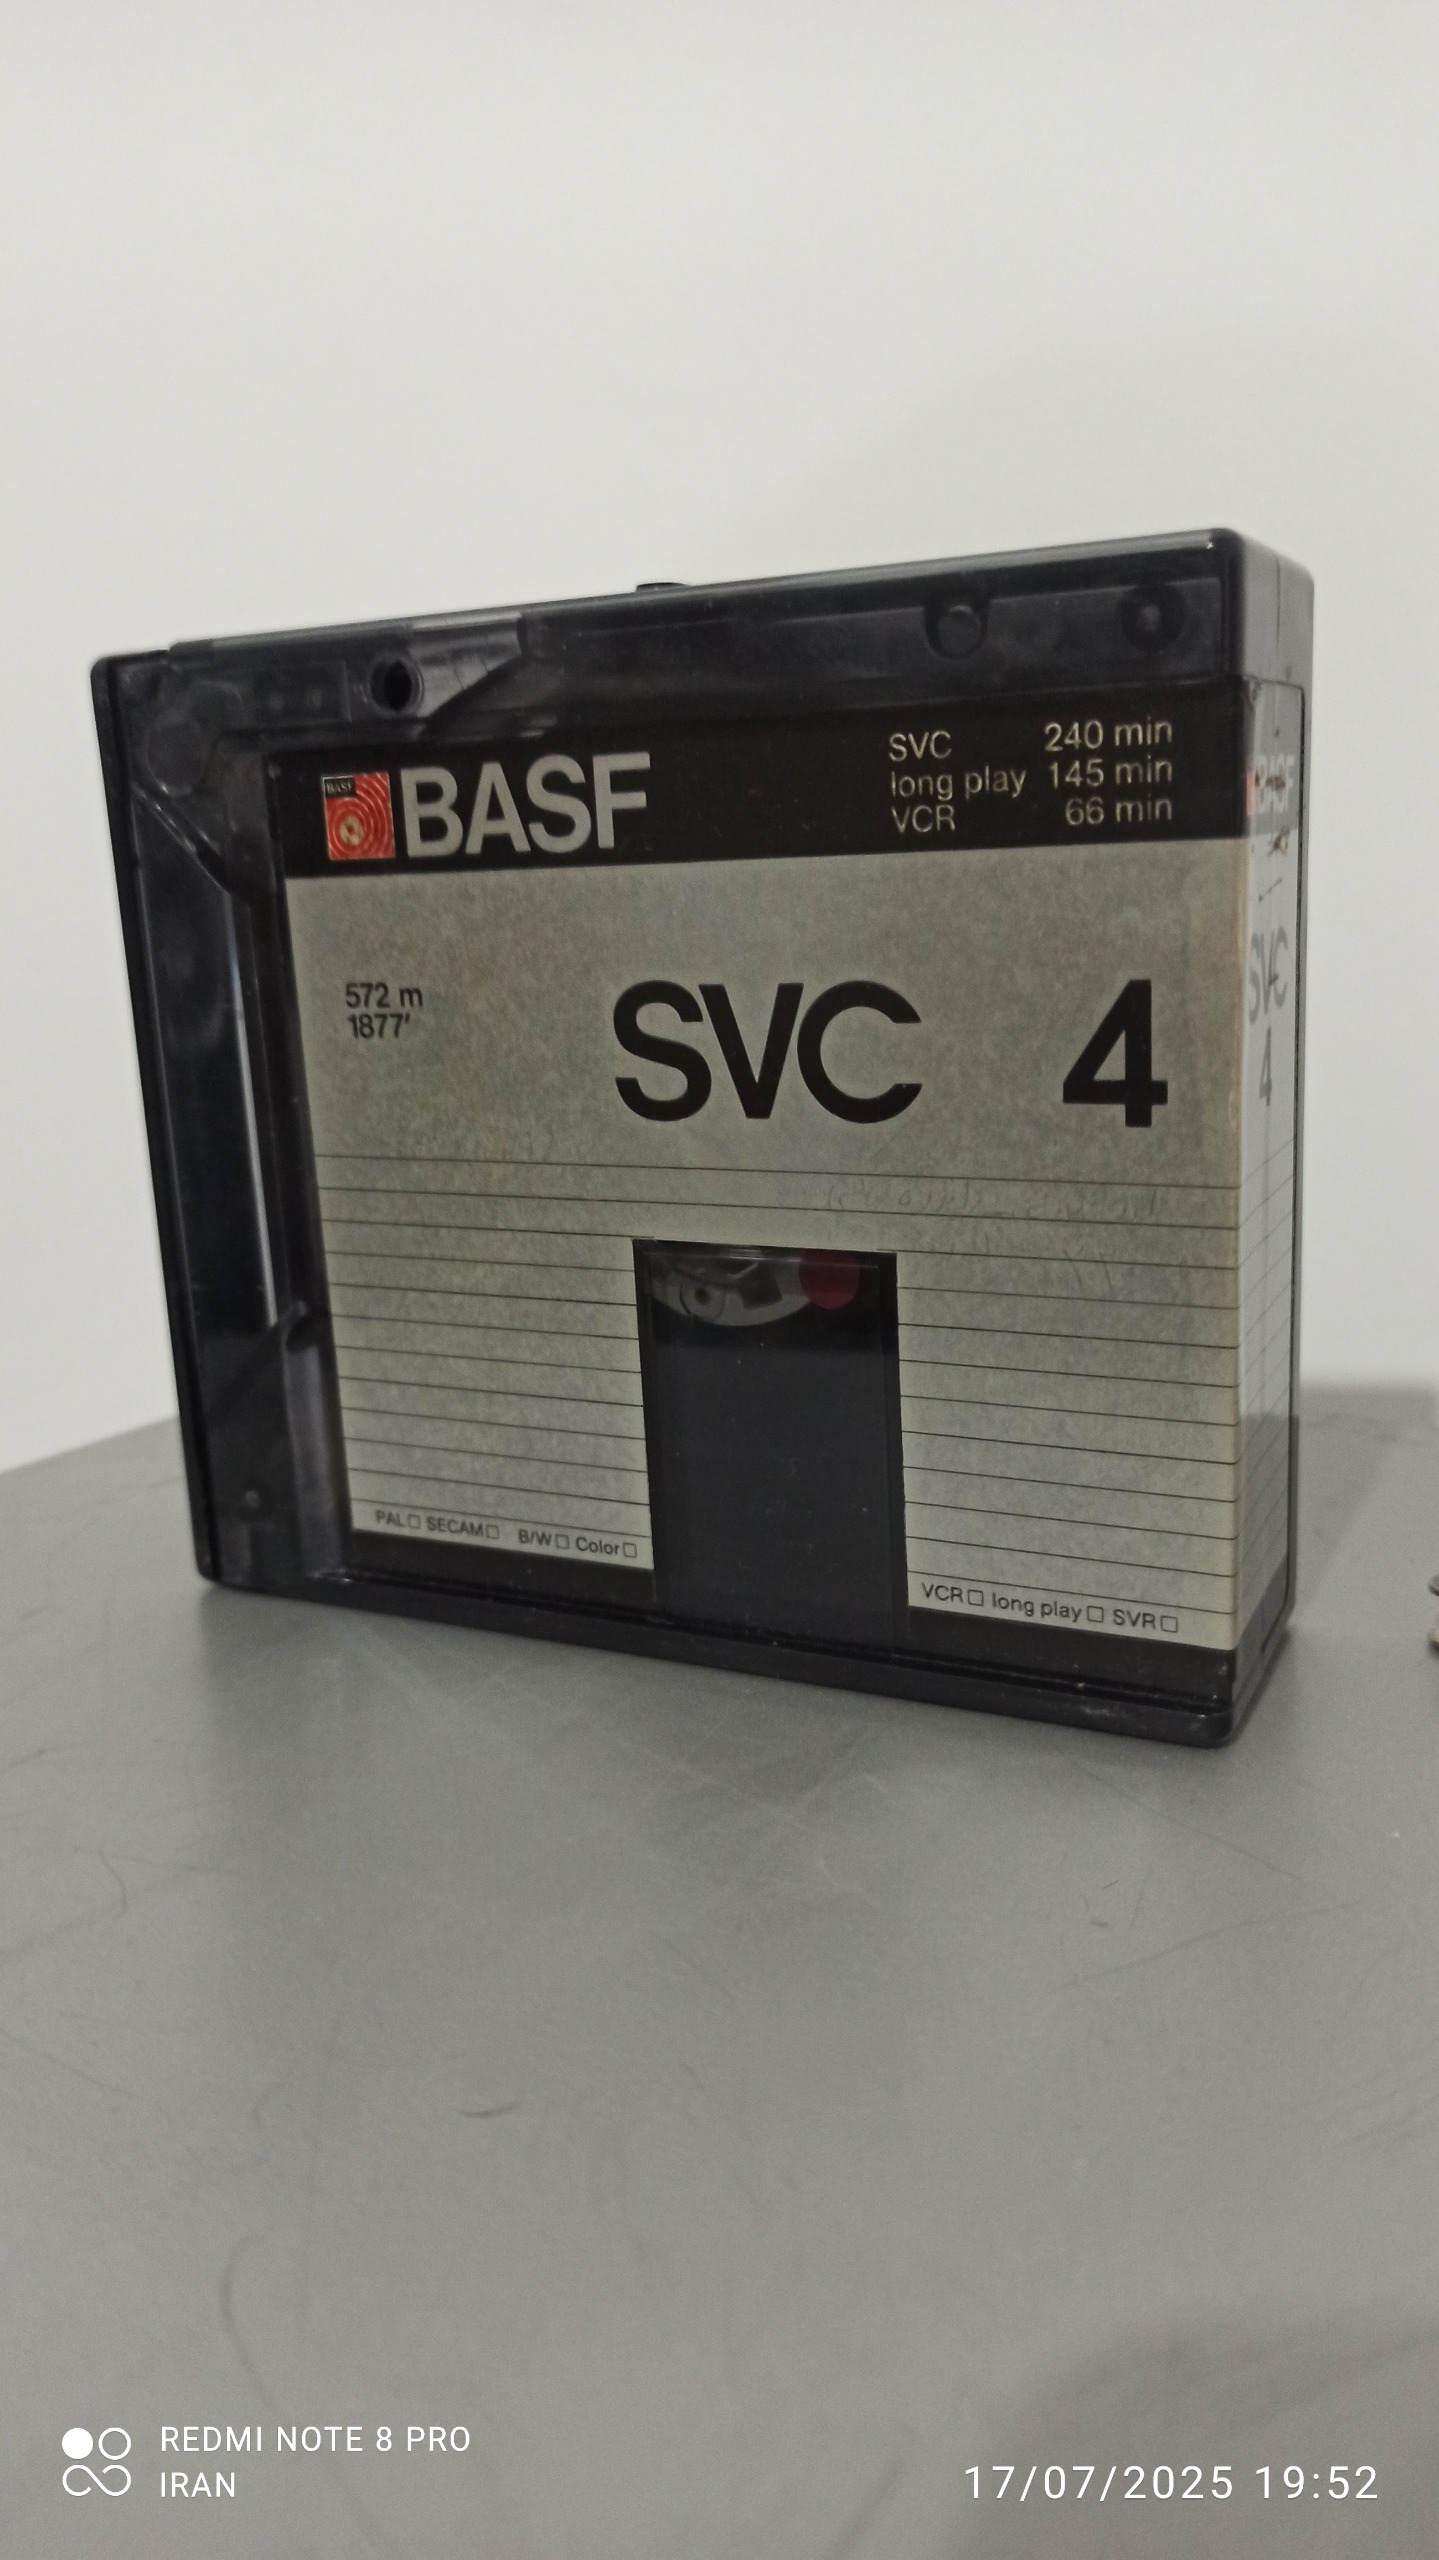 BASF
BASF
SVC 240 min
long play 145 min
VCR 66 min
572 m
1877'
SVC 4
PAL☐ SECAM☐ B/W☐ Color☐
VCR☐ long play☐ SVR☐
BASF
SVC
4
REDMI NOTE 8 PRO
IRAN
17/07/2025 19:52